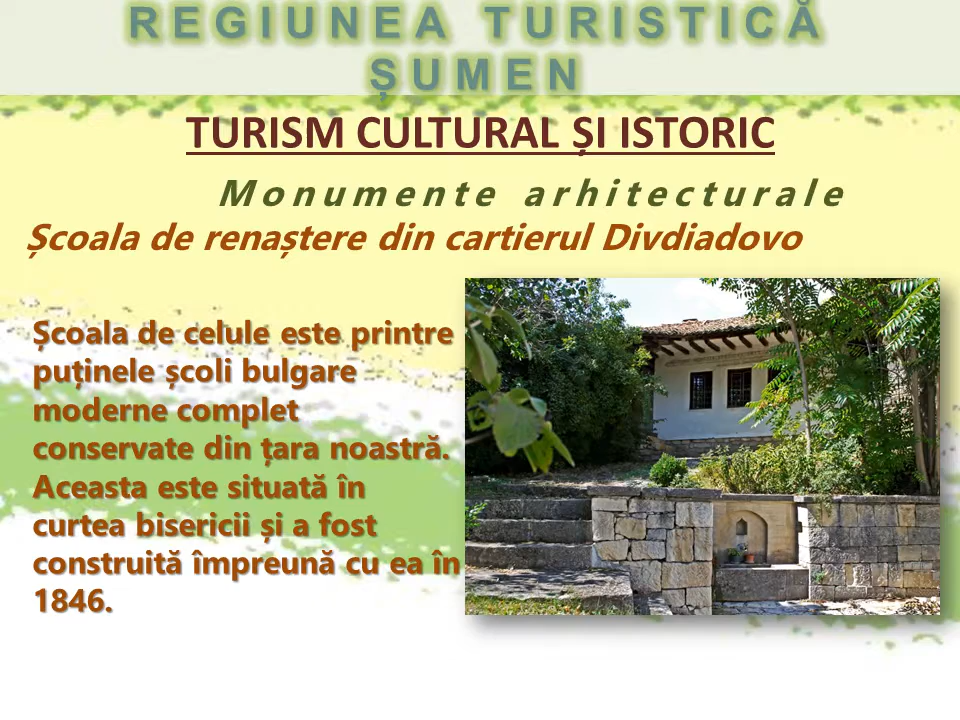 REGIUNEA TURISTICĂ
ȘUMEN
TURISM CULTURAL ȘI ISTORIC
Monumente arhitecturale
Școala de renaștere din cartierul Divdiadovo
Școala de celule este printre
puținele școli bulgare
moderne complet
conservate din țara noastră.
Aceasta este situată în
curtea bisericii și a fost
construită împreună cu ea în
1846.